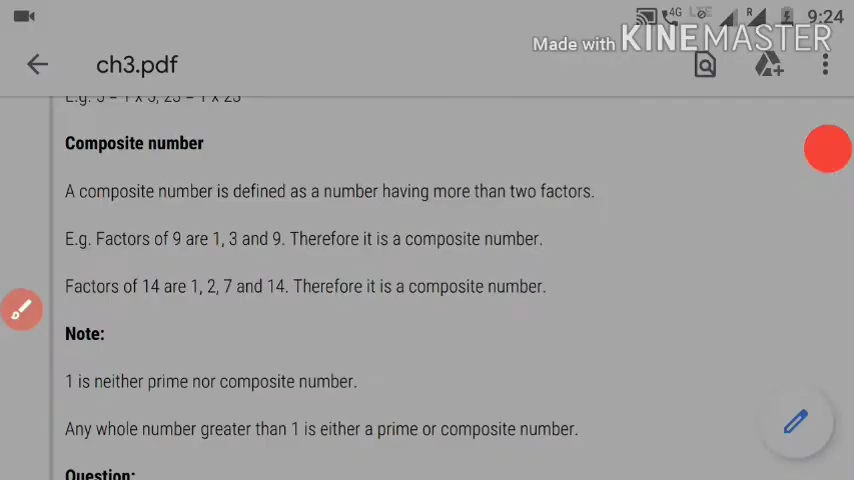 4G LTE R 9:24
Made with KINEMASTER
ch3.pdf
Composite number
A composite number is defined as a number having more than two factors.
E.g. Factors of 9 are 1, 3 and 9. Therefore it is a composite number.
Factors of 14 are 1, 2, 7 and 14. Therefore it is a composite number.
Note:
1 is neither prime nor composite number.
Any whole number greater than 1 is either a prime or composite number.
Question: